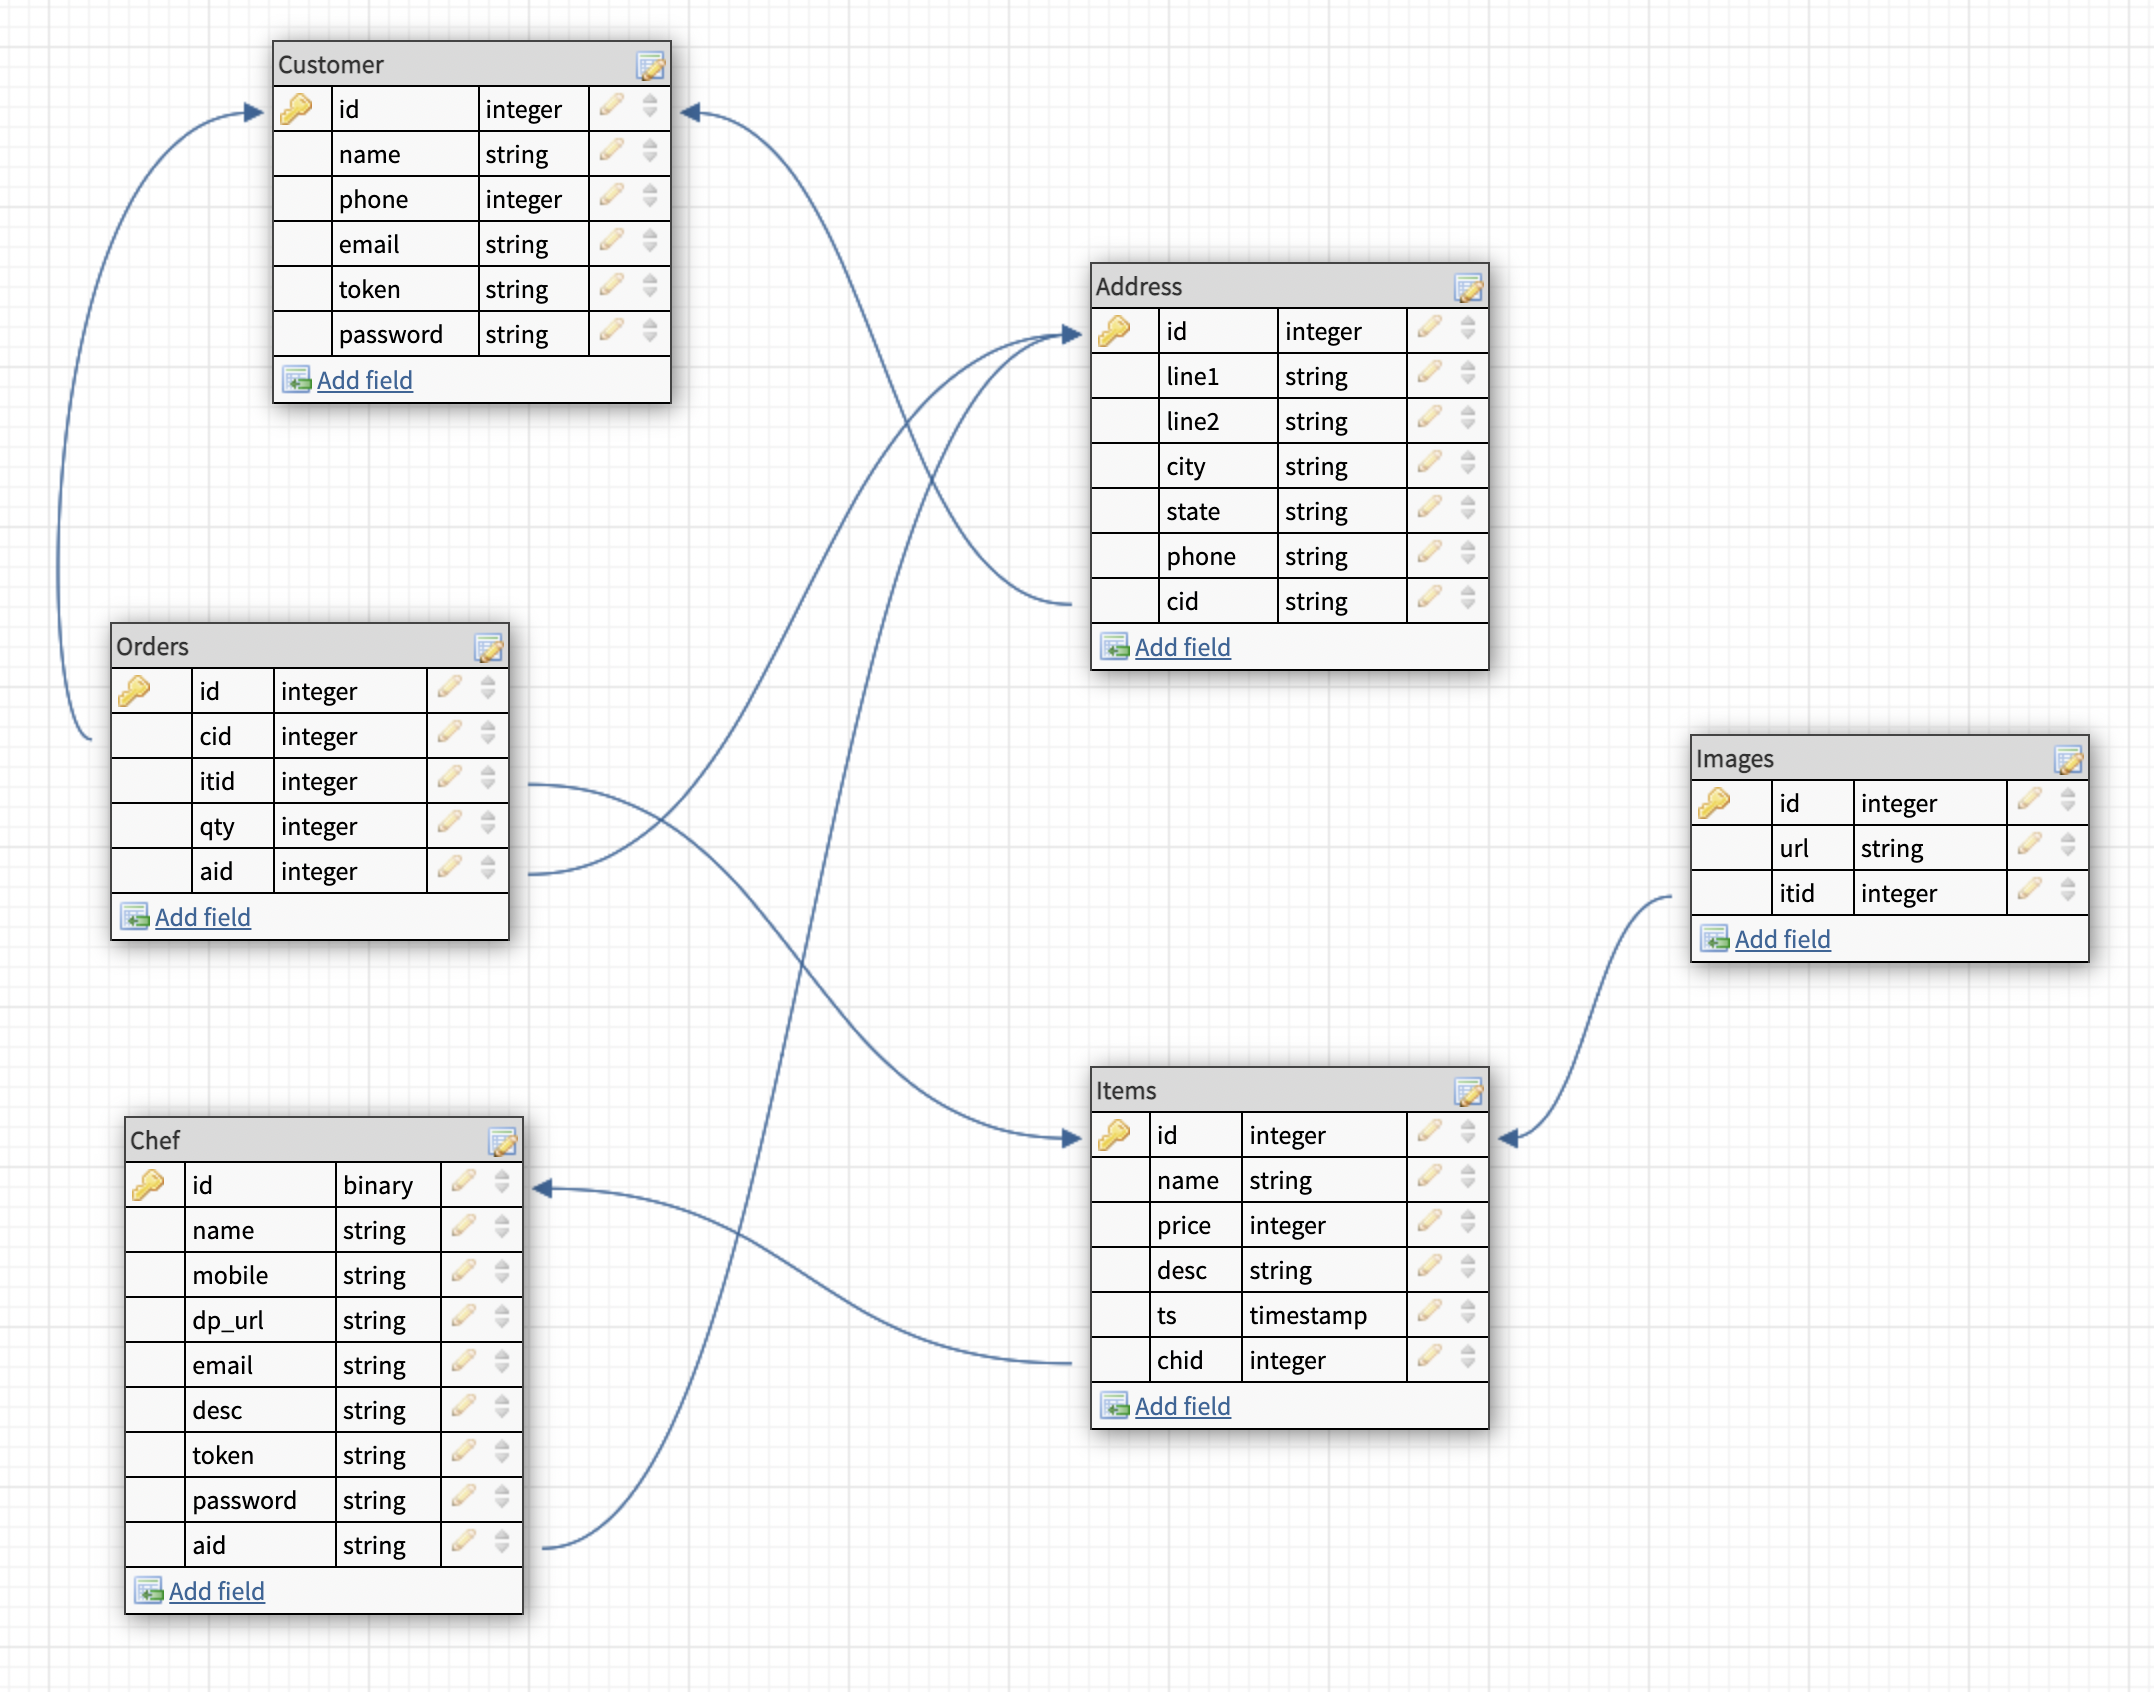 Customer
id integer
name string
phone integer
email string
token string
password string
Add field
Address
id integer
line1 string
line2 string
city string
state string
phone string
cid string
Add field
Orders
id integer
cid integer
itid integer
qty integer
aid integer
Add field
Images
id integer
url string
itid integer
Add field
Items
id integer
name string
price integer
desc string
ts timestamp
chid integer
Add field
Chef
id binary
name string
mobile string
dp_url string
email string
desc string
token string
password string
aid string
Add field